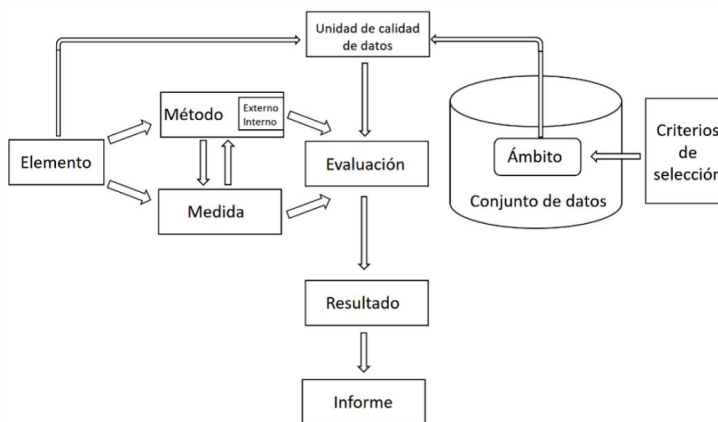 Unidad de calidad
de datos
Método
Externo
Interno
Elemento
Medida
Evaluación
Ámbito
Conjunto de datos
Criterios
de
selección
Resultado
Informe